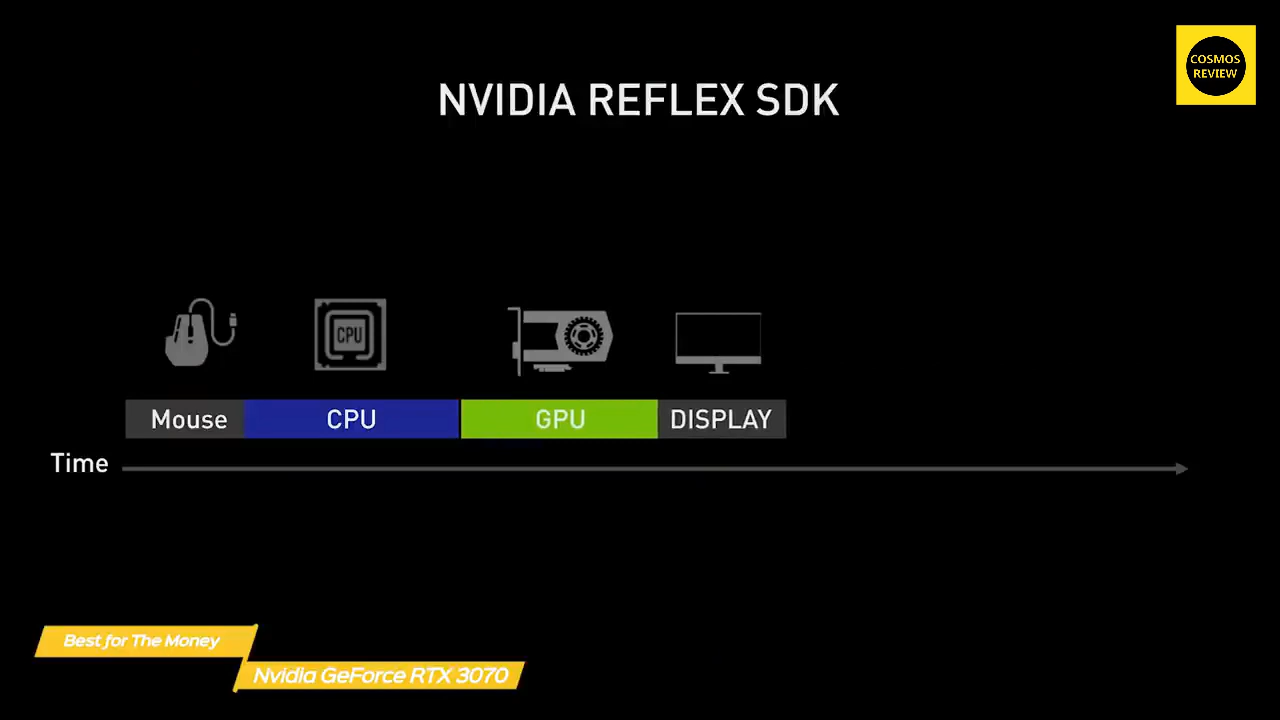 COSMOS
REVIEW
NVIDIA REFLEX SDK
CPU
Mouse CPU GPU DISPLAY
Time
Best for The Money
Nvidia GeForce RTX 3070